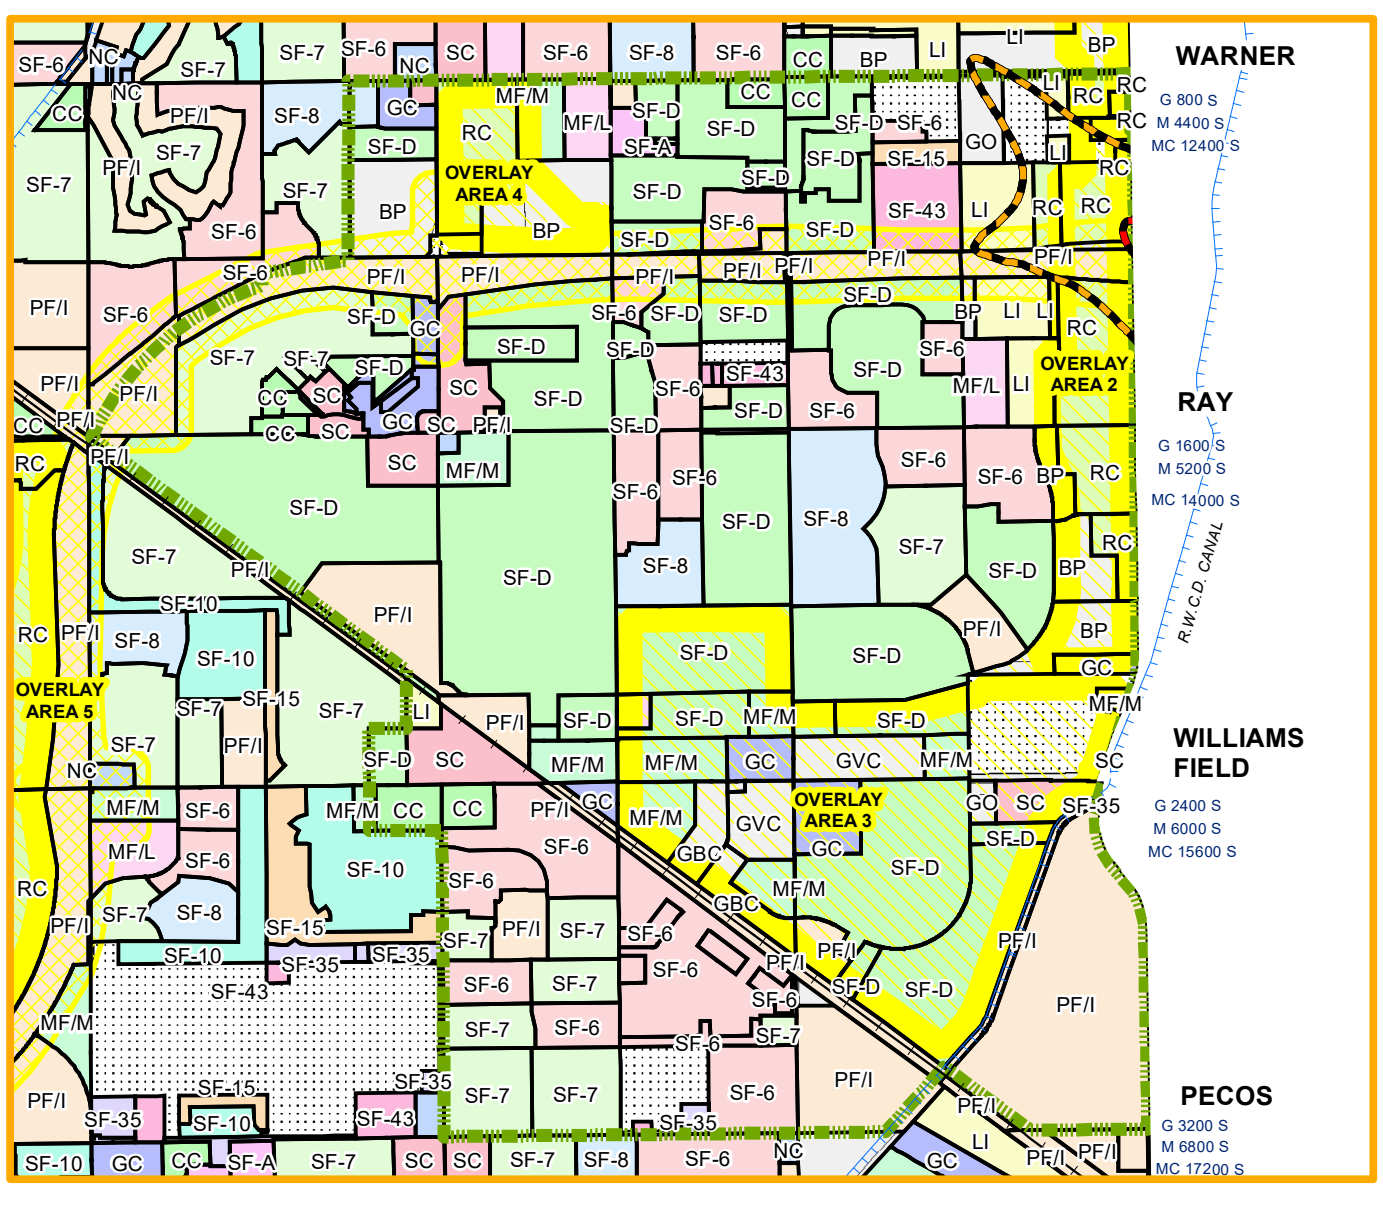 SF-6
NC
SF-7
SF-7
SF-6
NC
SC
SF-6
SF-8
SF-6
CC
BP
LI
LI
BP
WARNER
NC
CC
PF/I
SF-8
GC
MF/M
CC
CC
LI
RC
RC
G 800 S
M 4400 S
MC 12400 S
SF-7
PF/I
SF-7
SF-D
RC
MF/L
SF-D
SF-A
SF-D
SF-D
SF-6
GO
LI
RC
SF-7
OVERLAY
AREA 4
SF-D
SF-D
SF-D
SF-15
RC
SF-6
BP
BP
SF-D
SF-6
SF-D
SF-43
LI
RC
RC
SF-6
PF/I
PF/I
PF/I
PF/I
PF/I
PF/I
PF/I
PF/I
SF-6
SF-D
GC
SF-6
SF-D
SF-D
SF-D
BP
LI
LI
RC
SF-7
SF-7
SF-D
SF-D
SF-D
SF-6
OVERLAY
AREA 2
PF/I
PF/I
CC
SC
SC
SF-D
SF-6
SF-43
SF-D
MF/L
LI
RAY
CC
PF/I
CC
SC
GC
SC
PF/I
SF-D
SF-D
SF-6
G 1600 S
M 5200 S
MC 14000 S
RC
PF/I
SC
MF/M
SF-6
SF-6
SF-6
SF-6
BP
RC
SF-D
SF-D
SF-8
SF-7
RC
R.W.C.D. CANAL
SF-7
PF/I
SF-D
SF-8
SF-D
BP
SF-10
PF/I
RC
PF/I
SF-8
SF-10
SF-D
SF-D
PF/I
BP
GC
OVERLAY
AREA 5
SF-7
SF-15
SF-7
LI
PF/I
SF-D
SF-D
MF/M
SF-D
MF/M
SF-7
PF/I
SF-D
SC
MF/M
MF/M
GC
GVC
MF/M
SC
WILLIAMS
FIELD
NC
MF/M
SF-6
MF/M
CC
CC
PF/I
GC
MF/M
GVC
OVERLAY
AREA 3
GO
SC
SF-35
G 2400 S
M 6000 S
MC 15600 S
MF/L
SF-6
SF-10
SF-6
SF-6
GBC
GC
SF-D
SF-D
RC
SF-7
SF-8
MF/M
GBC
PF/I
SF-15
SF-7
PF/I
SF-7
SF-6
PF/I
PF/I
SF-10
SF-35
SF-35
SF-6
PF/I
SF-43
SF-6
SF-7
SF-6
SF-D
SF-D
PF/I
MF/M
SF-7
SF-6
SF-6
SF-7
SF-15
SF-35
SF-7
SF-7
SF-6
PF/I
PECOS
PF/I
SF-35
SF-10
SF-43
SF-35
PF/I
G 3200 S
M 6800 S
MC 17200 S
SF-10
GC
CC
SF-A
SF-7
SC
SC
SF-7
SF-8
SF-6
NC
GC
LI
PF/I
PF/I